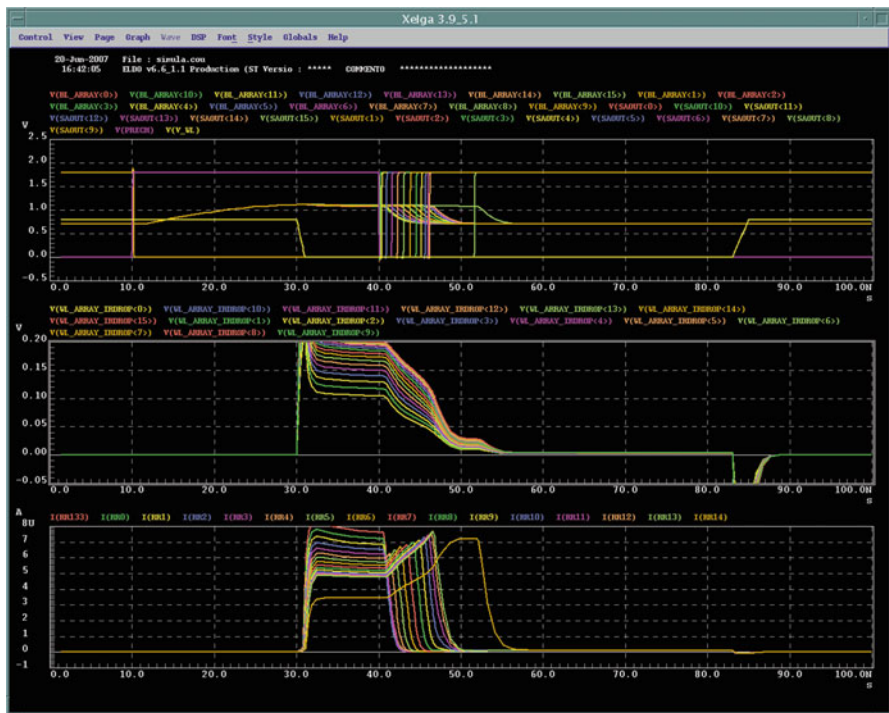 Xelga 3.9_5.1
Control View Page Graph Wave DSP Font Style Globals Help
20-Jun-2007 File : simula.cou
16:42:05 ELDO v6.6_1.1 Production (ST Versio : ***** COMMENTO *******************
V(BL_ARRAY<0>) V(BL_ARRAY<10>) V(BL_ARRAY<11>) V(BL_ARRAY<12>) V(BL_ARRAY<13>) V(BL_ARRAY<14>) V(BL_ARRAY<15>) V(BL_ARRAY<1>) V(BL_ARRAY<2>)
V(BL_ARRAY<3>) V(BL_ARRAY<4>) V(BL_ARRAY<5>) V(BL_ARRAY<6>) V(BL_ARRAY<7>) V(BL_ARRAY<8>) V(BL_ARRAY<9>) V(SAOUT<0>) V(SAOUT<10>) V(SAOUT<11>)
V(SAOUT<12>) V(SAOUT<13>) V(SAOUT<14>) V(SAOUT<15>) V(SAOUT<1>) V(SAOUT<2>) V(SAOUT<3>) V(SAOUT<4>) V(SAOUT<5>) V(SAOUT<6>) V(SAOUT<7>) V(SAOUT<8>)
V V(SAOUT<9>) V(PRECH) V(V_WL)
2.5
2.0
1.5
1.0
0.5
0.0
-0.5
0.0 10.0 20.0 30.0 40.0 50.0 60.0 70.0 80.0 90.0 100.0N
s
V(WL_ARRAY_IRDROP<0>) V(WL_ARRAY_IRDROP<10>) V(WL_ARRAY_IRDROP<11>) V(WL_ARRAY_IRDROP<12>) V(WL_ARRAY_IRDROP<13>) V(WL_ARRAY_IRDROP<14>)
V(WL_ARRAY_IRDROP<15>) V(WL_ARRAY_IRDROP<1>) V(WL_ARRAY_IRDROP<2>) V(WL_ARRAY_IRDROP<3>) V(WL_ARRAY_IRDROP<4>) V(WL_ARRAY_IRDROP<5>) V(WL_ARRAY_IRDROP<6>)
V V(WL_ARRAY_IRDROP<7>) V(WL_ARRAY_IRDROP<8>) V(WL_ARRAY_IRDROP<9>)
0.20
0.15
0.10
0.05
0.00
-0.05
0.0 10.0 20.0 30.0 40.0 50.0 60.0 70.0 80.0 90.0 100.0N
s
A I(RR133) I(RR0) I(RR1) I(RR2) I(RR3) I(RR4) I(RR5) I(RR6) I(RR7) I(RR8) I(RR9) I(RR10) I(RR11) I(RR12) I(RR13) I(RR14)
8U
7
6
5
4
3
2
1
0
-1
0.0 10.0 20.0 30.0 40.0 50.0 60.0 70.0 80.0 90.0 100.0N
s